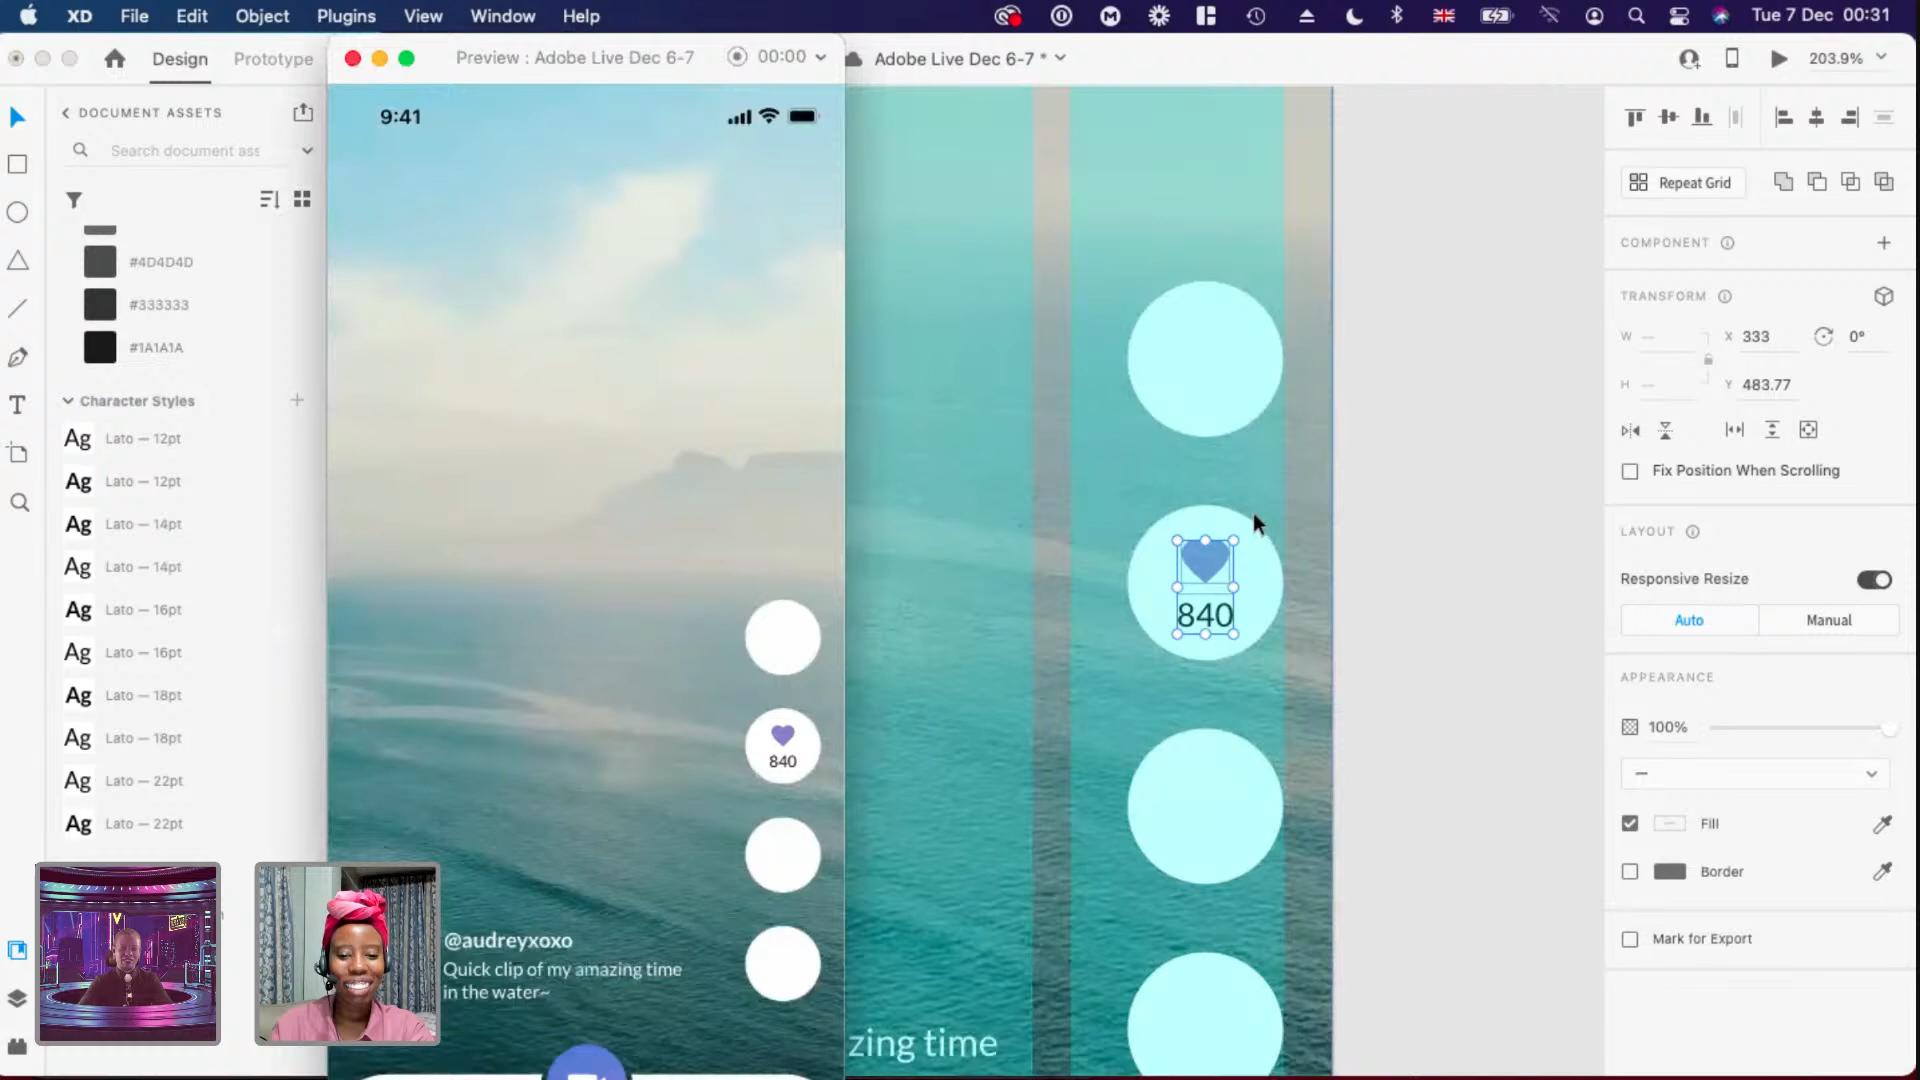 XD File Edit Object Plugins View Window Help
Tue 7 Dec 00:31
Design Prototype
Preview : Adobe Live Dec 6-7
00:00
Adobe Live Dec 6-7 *
203.9%
DOCUMENT ASSETS
Search document ass
#4D4D4D
#333333
#1A1A1A
Character Styles
Ag Lato — 12pt
Ag Lato — 12pt
Ag Lato — 14pt
Ag Lato — 14pt
Ag Lato — 16pt
Ag Lato — 16pt
Ag Lato — 18pt
Ag Lato — 18pt
Ag Lato — 22pt
Ag Lato — 22pt
T
9:41
840
@audreyxoxo
Quick clip of my amazing time
in the water~
840
zing time
Repeat Grid
COMPONENT
TRANSFORM
W — X 333 0°
H — Y 483.77
Fix Position When Scrolling
LAYOUT
Responsive Resize
Auto Manual
APPEARANCE
100%
—
Fill
Border
Mark for Export